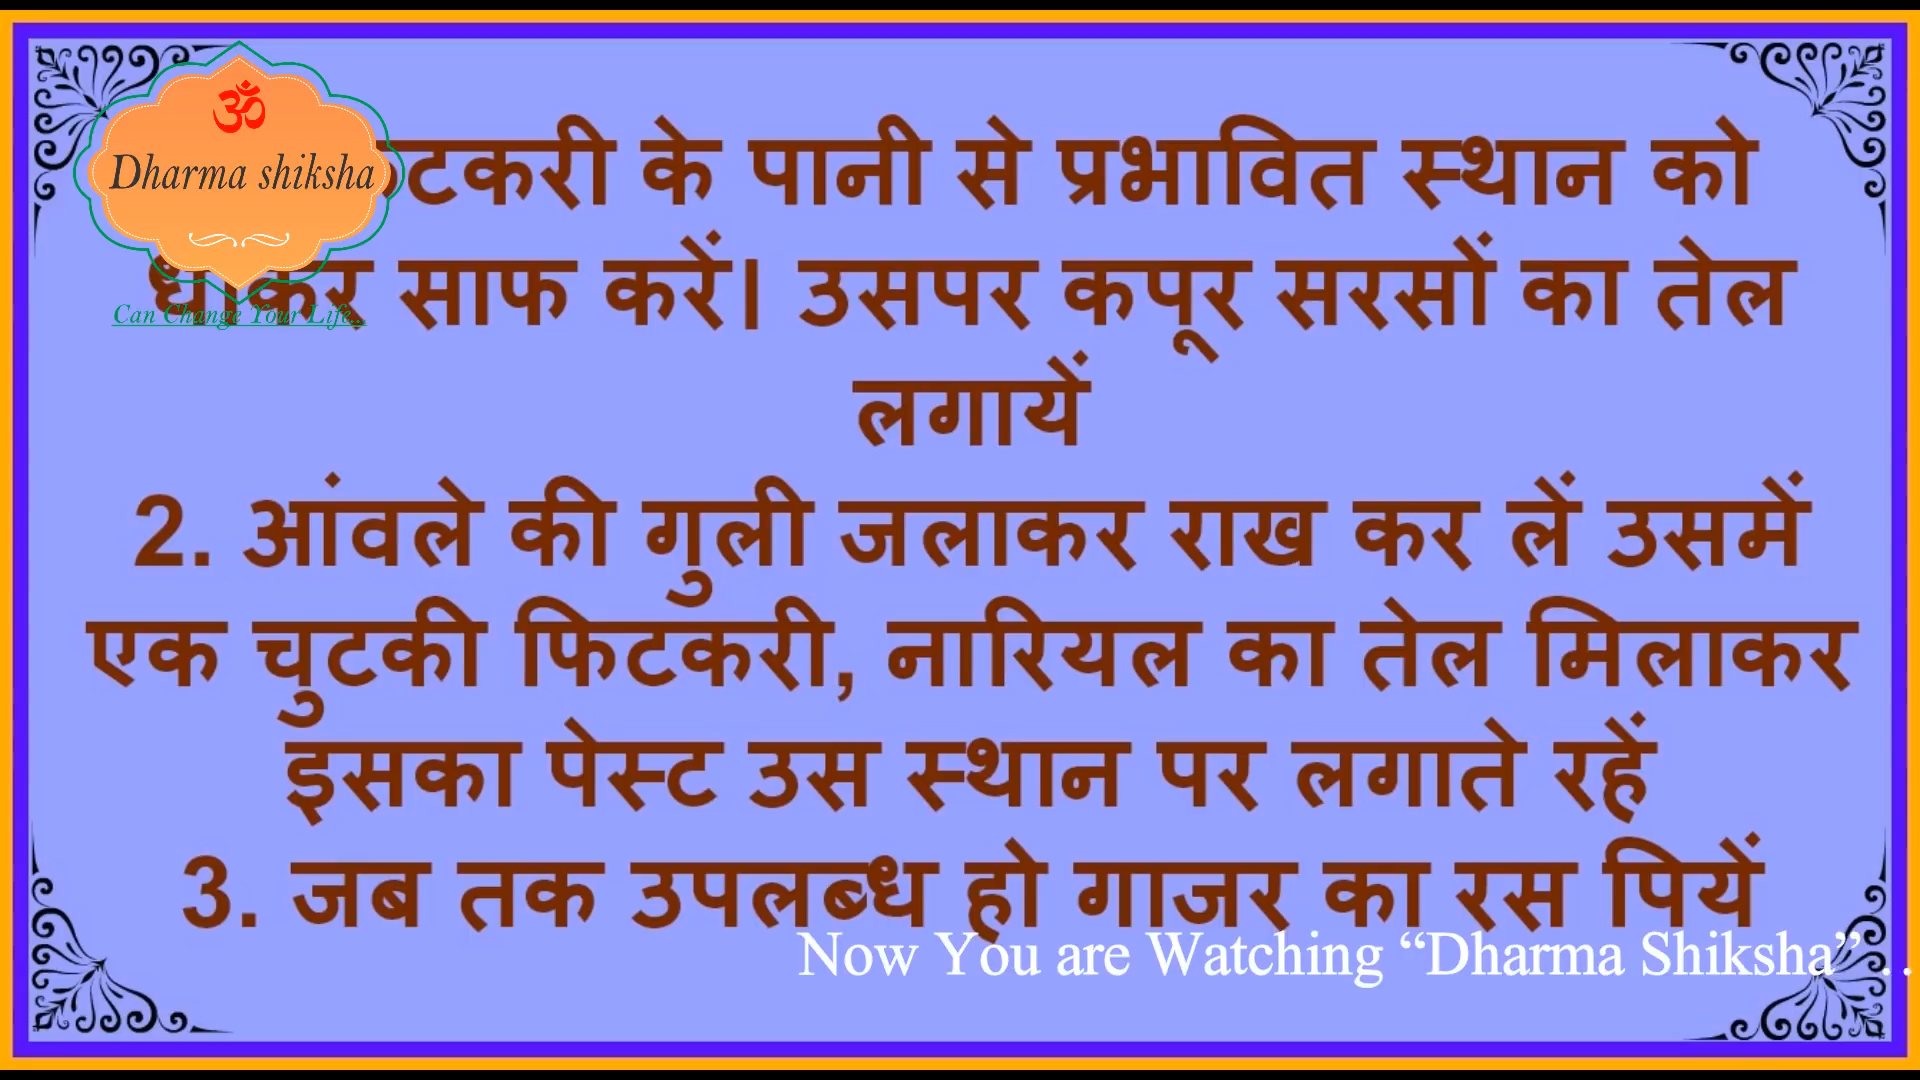 ॐ
Dharma shiksha
Can Change Your Life...
के पानी से प्रभावित स्थान को
साफ करें। उसपर कपूर सरसों का तेल
लगायें
2. आंवले की गुली जलाकर राख कर लें उसमें
एक चुटकी फिटकरी, नारियल का तेल मिलाकर
इसका पेस्ट उस स्थान पर लगाते रहें
3. जब तक उपलब्ध हो गाजर का रस पियें
Now You are Watching “Dharma Shiksha” . .